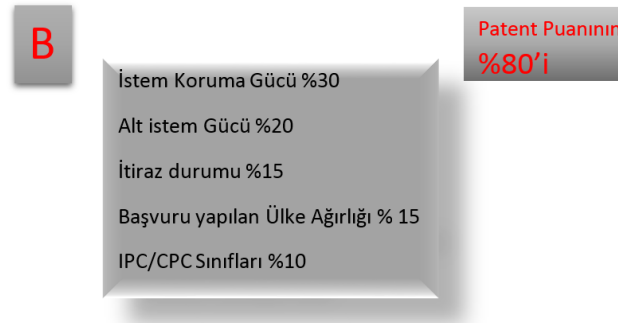 B
Patent Puanının
%80'i
İstem Koruma Gücü %30
Alt istem Gücü %20
İtiraz durumu %15
Başvuru yapılan Ülke Ağırlığı % 15
IPC/CPC Sınıfları %10